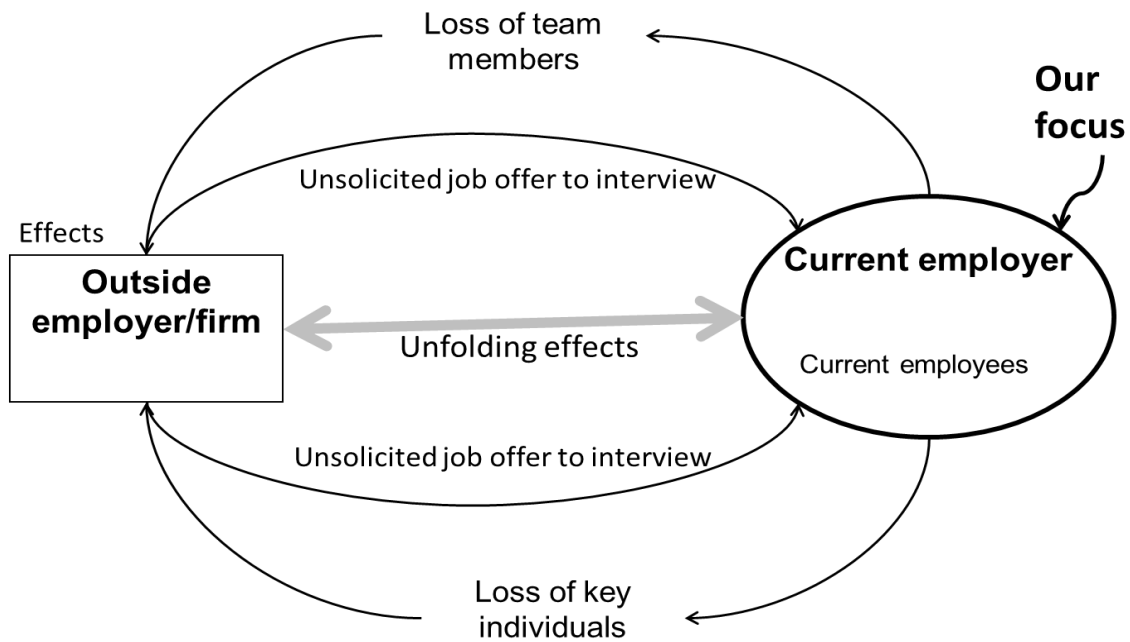 Loss of team
members
Our
focus
Unsolicited job offer to interview
Effects
Outside
employer/firm
Current employer
Unfolding effects
Current employees
Unsolicited job offer to interview
Loss of key
individuals